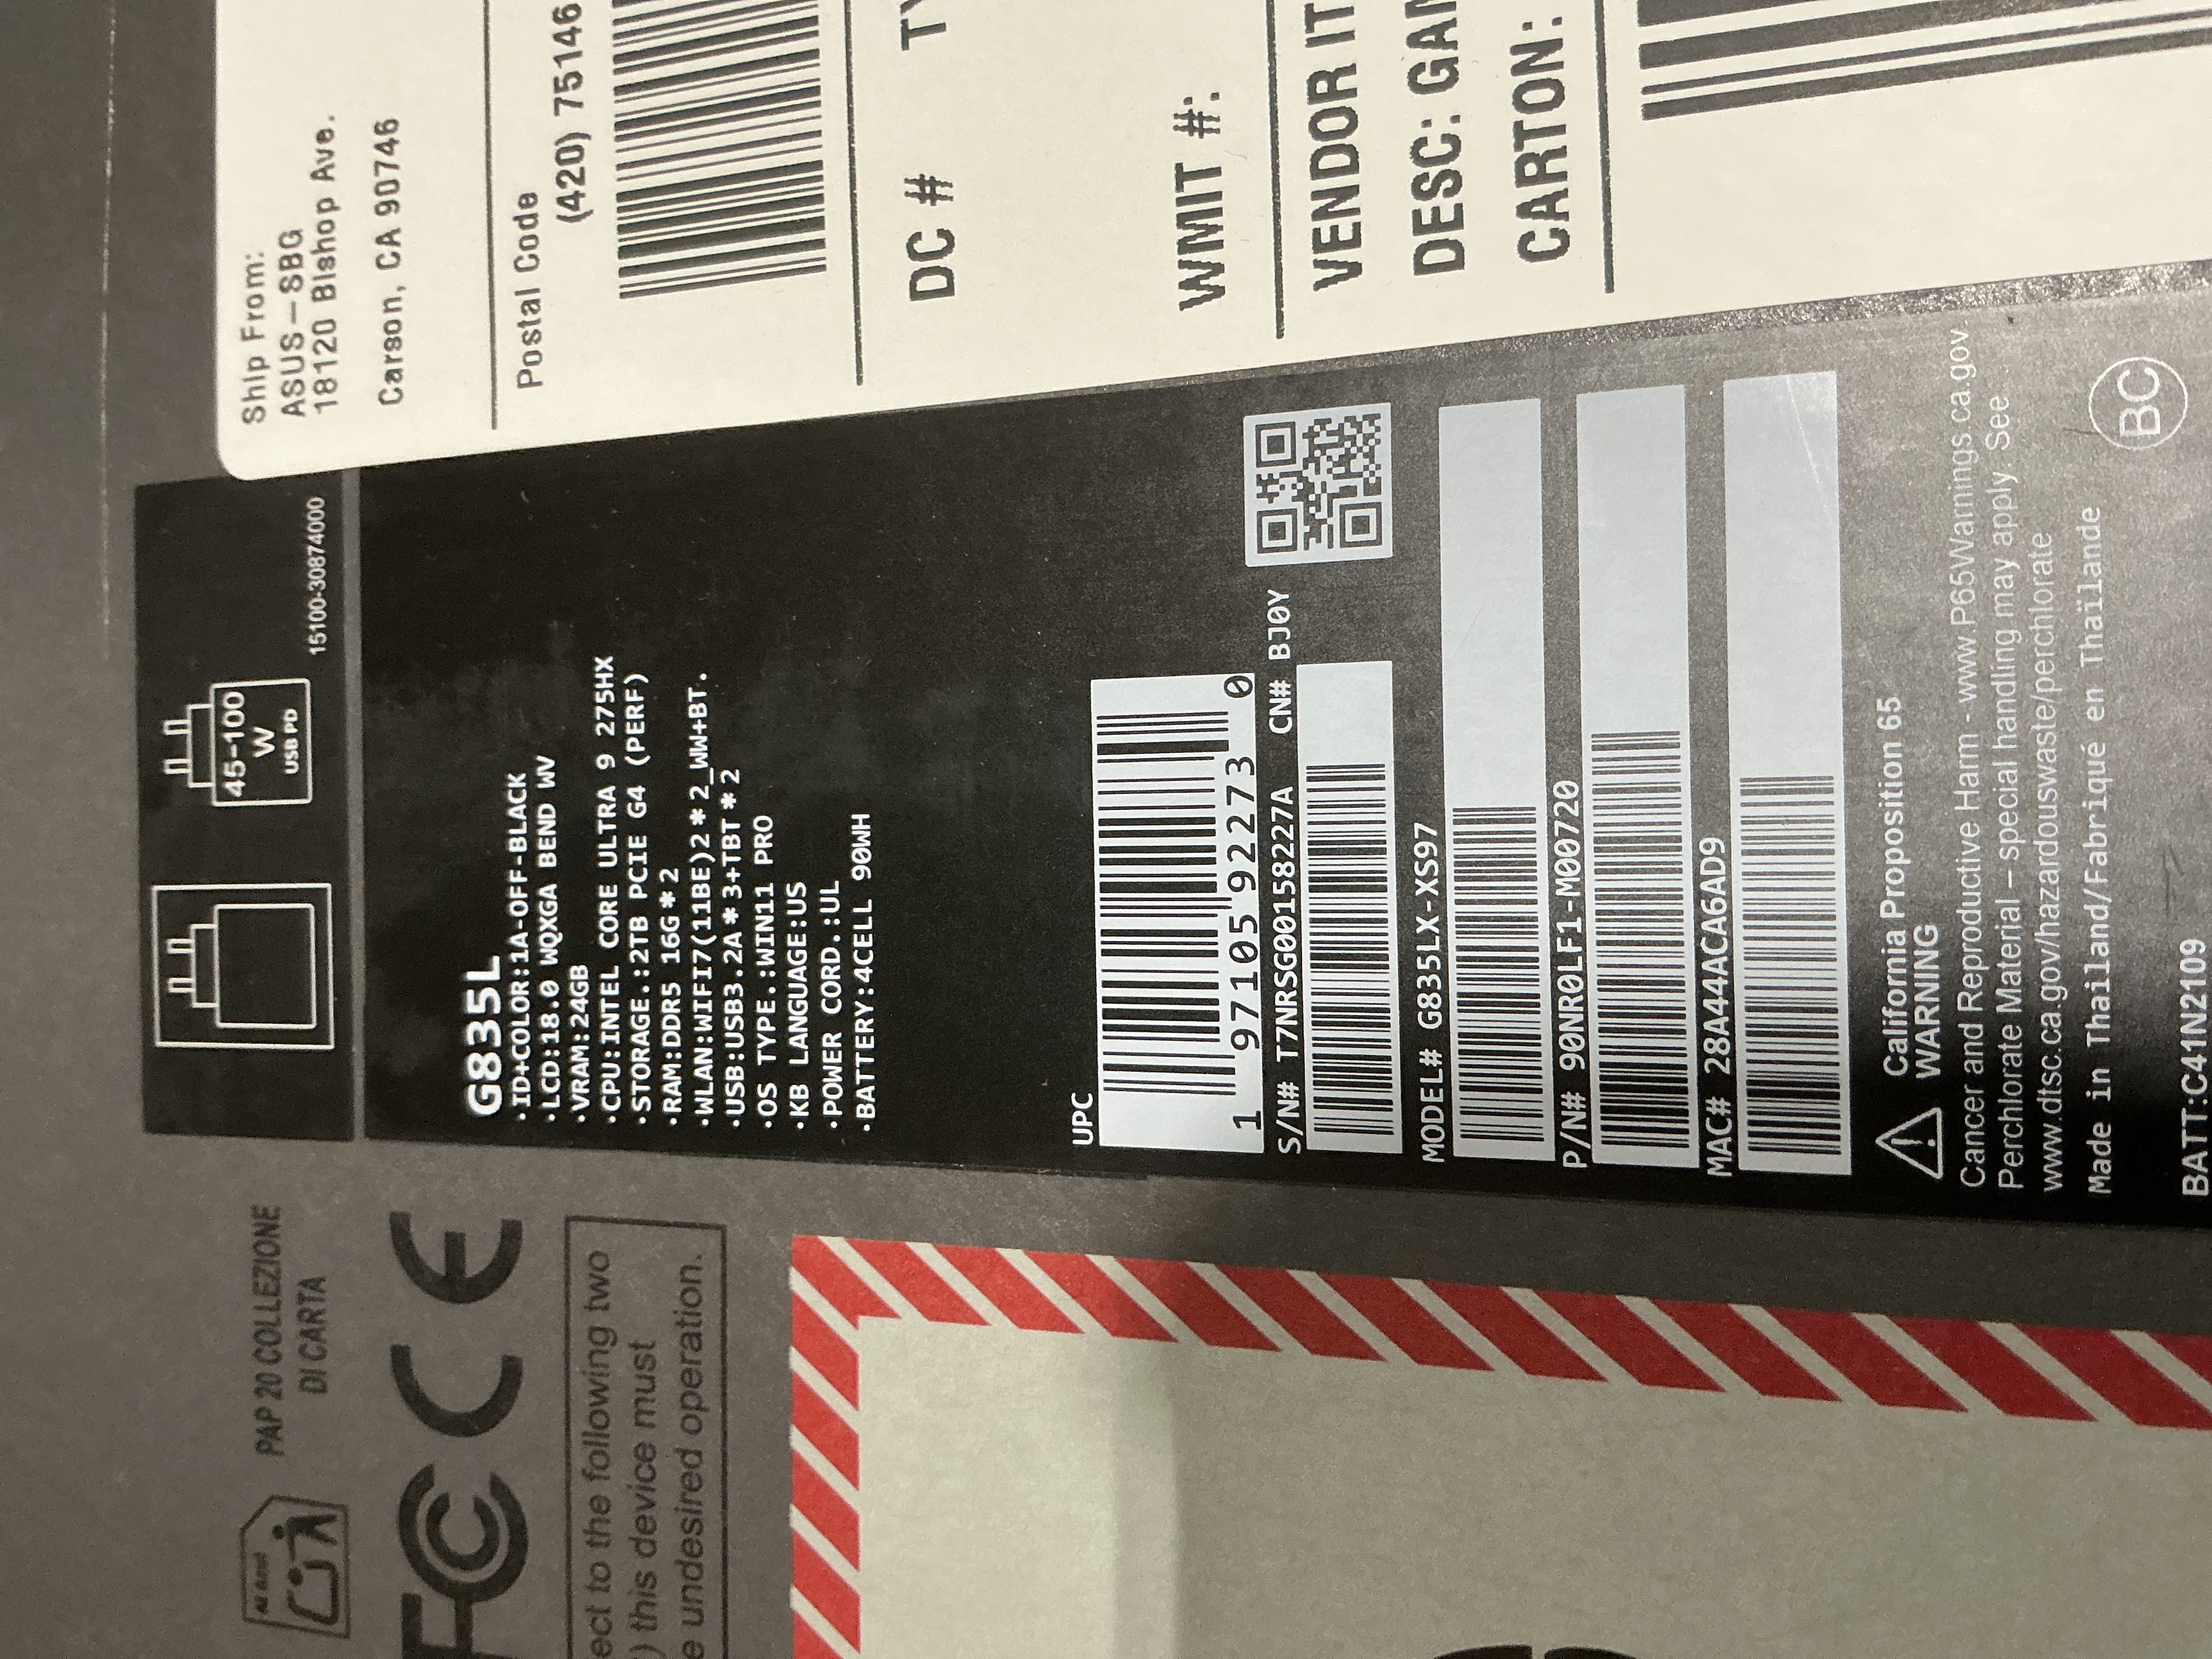 Ship From:
ASUS-SBG
18120 Bishop Ave.
Carson, CA 90746
Postal Code
(420) 75146
DC #
WMIT #:
VENDOR IT
DESC: GAM
CARTON:
45-100
W
USB PD
15100-30874000
G835L
·ID+COLOR:1A-OFF-BLACK
·LCD:18.0 WQXGA BEND WV
·VRAM:24GB
·CPU:INTEL CORE ULTRA 9 275HX
·STORAGE.:2TB PCIE G4 (PERF)
·RAM:DDR5 16G*2
·WLAN:WIFI7(11BE)2*2_WW+BT.
·USB:USB3.2A*3+TBT*2
·OS TYPE.:WIN11 PRO
·KB LANGUAGE:US
·POWER CORD.:UL
·BATTERY:4CELL 90WH
UPC
1 97105 92273 0
S/N# T7NRSG00158227A CN# BJ0Y
MODEL# G835LX-XS97
P/N# 90NR0LF1-M00720
MAC# 28A44ACA6AD9
California Proposition 65
WARNING
Cancer and Reproductive Harm - www.P65Warnings.ca.gov
Perchlorate Material – special handling may apply. See
www.dtsc.ca.gov/hazardouswaste/perchlorate
Made in Thailand/Fabriqué en Thaïlande
BC
BATT:C41N2109
PAP 20 COLLEZIONE
DI CARTA
FC CE
ect to the following two
) this device must
e undesired operation.